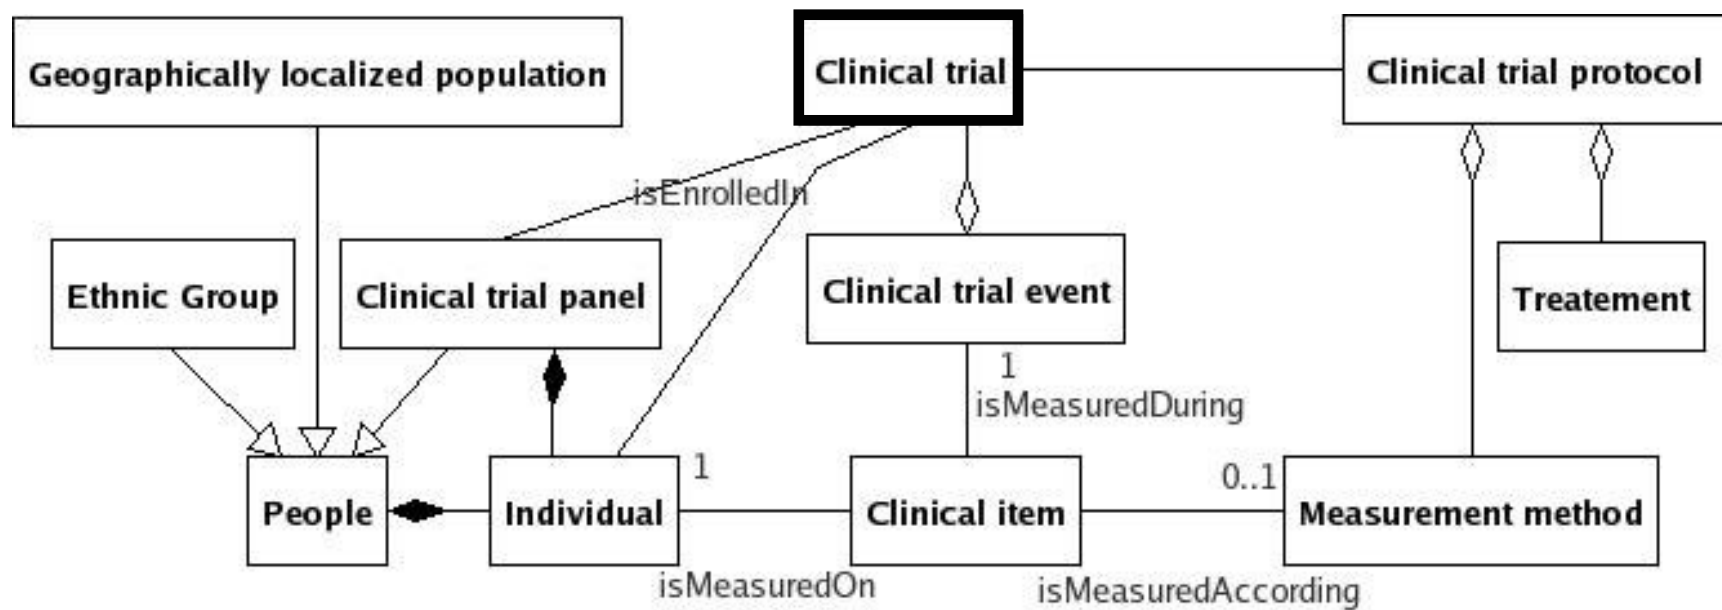 Geographically localized population
Clinical trial
Clinical trial protocol
isEnrolledIn
Ethnic Group
Clinical trial panel
Clinical trial event
Treatement
1
isMeasuredDuring
1
0..1
People
Individual
Clinical item
Measurement method
isMeasuredOn
isMeasuredAccording